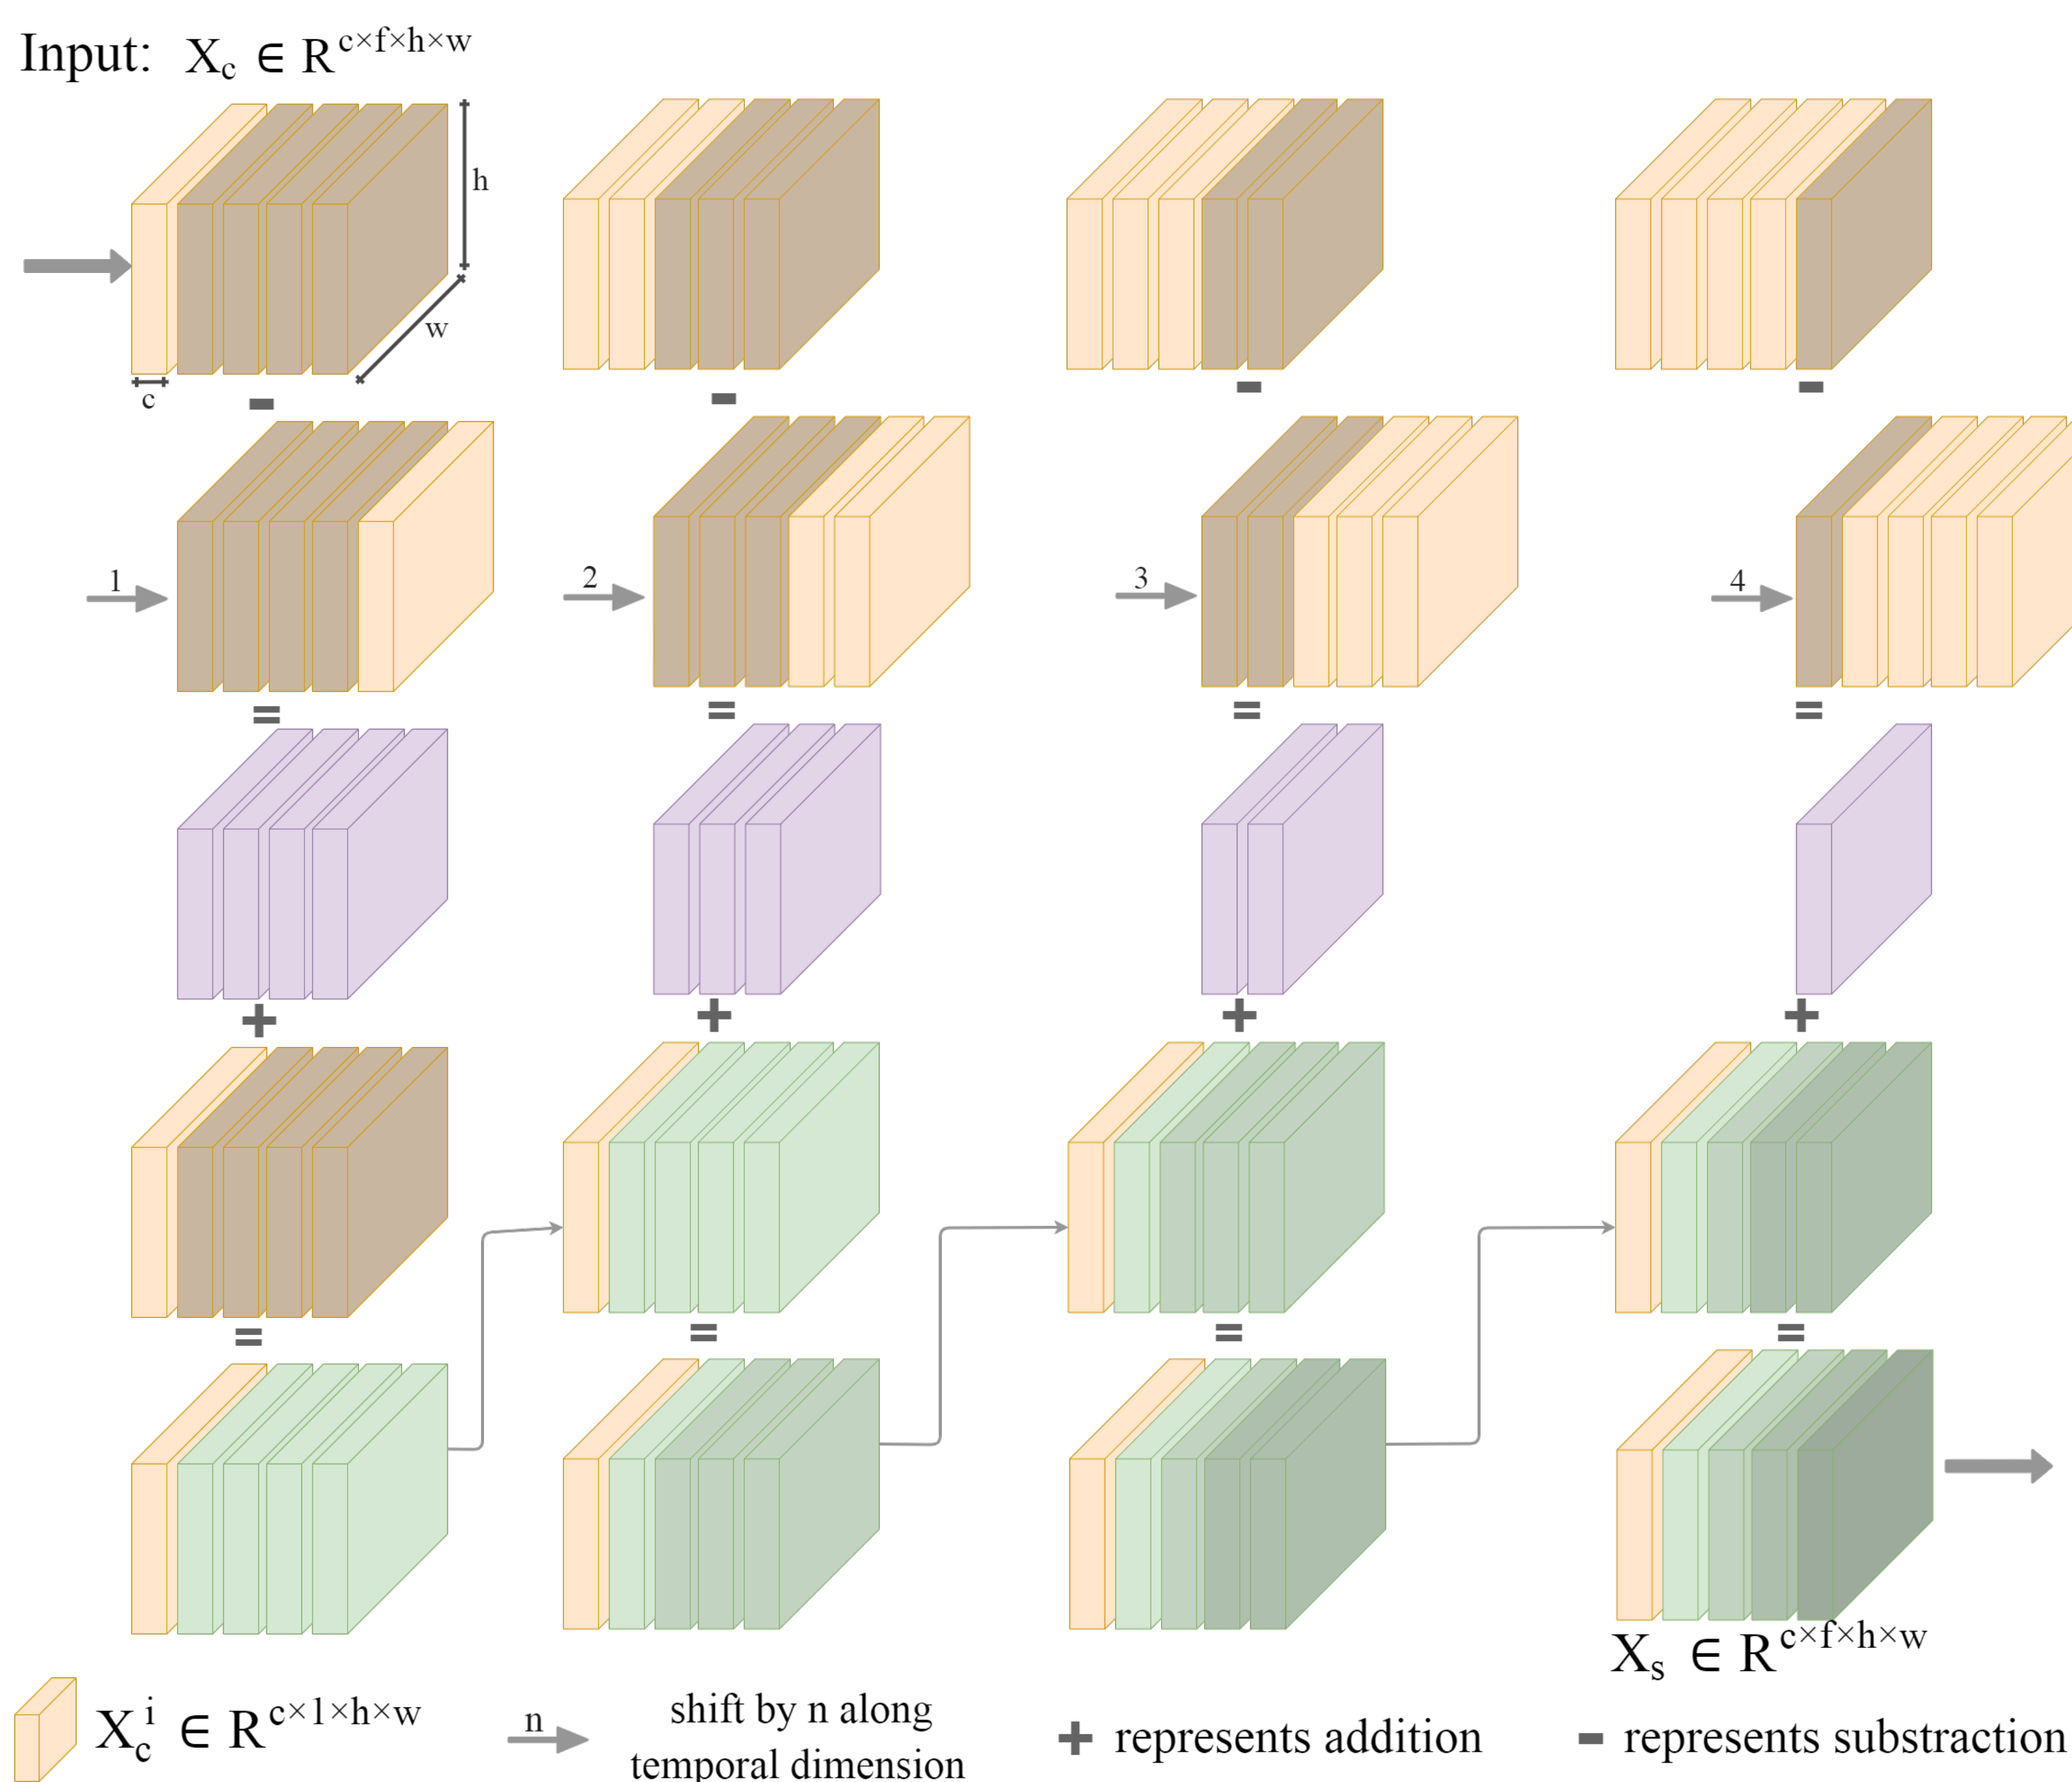 Input: X_c ∈ R^{c×f×h×w}
h
w
c
-
-
-
-
1
2
3
4
=
=
=
=
+
+
+
+
=
=
=
=
X_s ∈ R^{c×f×h×w}
X_c^i ∈ R^{c×1×h×w}
n
shift by n along
temporal dimension
+ represents addition
- represents substraction